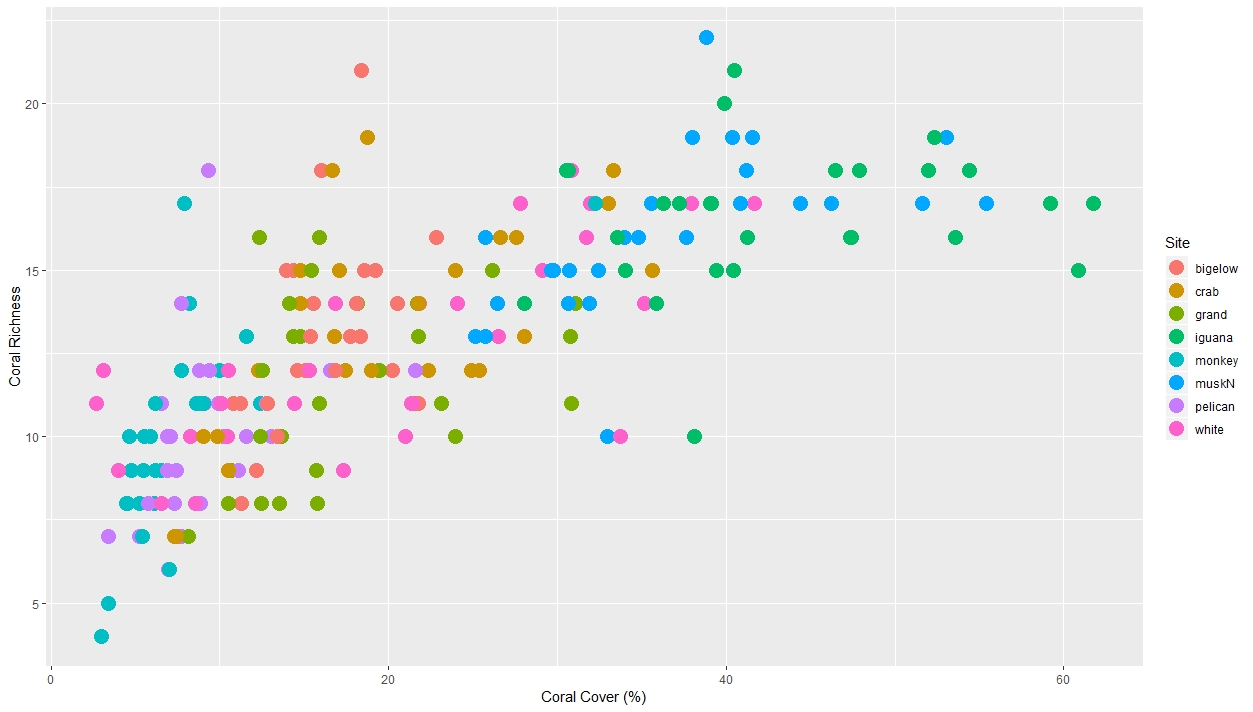 Coral Richness
20
15
10
5
0
20
40
60
Coral Cover (%)
Site
bigelow
crab
grand
iguana
monkey
muskN
pelican
white